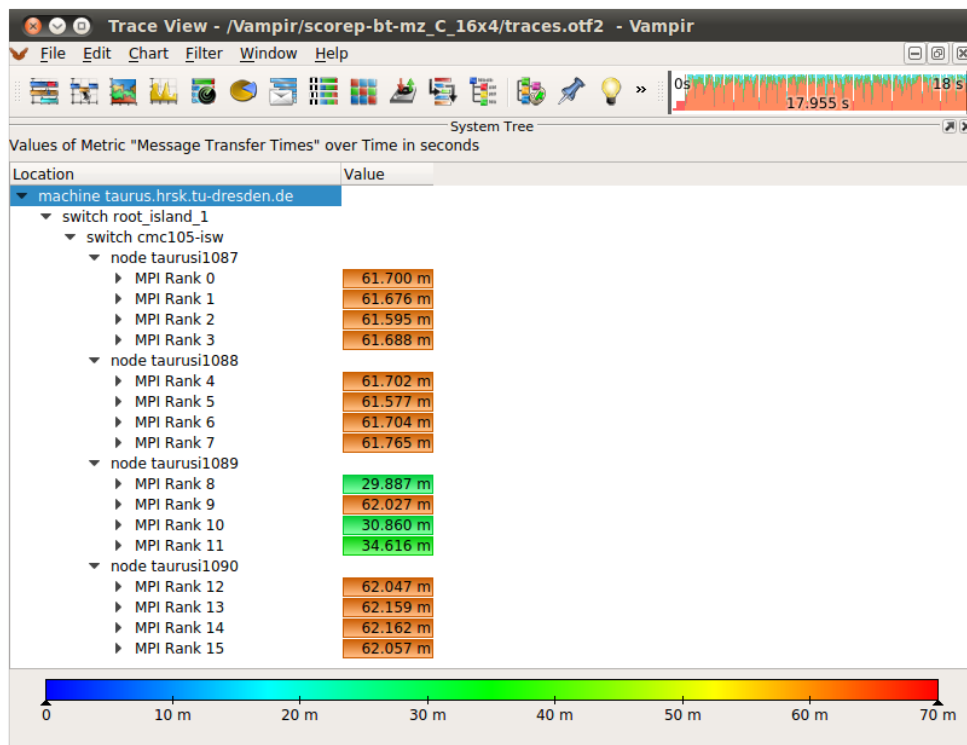 Trace View - /Vampir/scorep-bt-mz_C_16x4/traces.otf2 - Vampir
File Edit Chart Filter Window Help
0s 18 s
17.955 s
System Tree
Values of Metric "Message Transfer Times" over Time in seconds
Location Value
machine taurus.hrsk.tu-dresden.de
switch root_island_1
switch cmc105-isw
node taurusi1087
MPI Rank 0 61.700 m
MPI Rank 1 61.676 m
MPI Rank 2 61.595 m
MPI Rank 3 61.688 m
node taurusi1088
MPI Rank 4 61.702 m
MPI Rank 5 61.577 m
MPI Rank 6 61.704 m
MPI Rank 7 61.765 m
node taurusi1089
MPI Rank 8 29.887 m
MPI Rank 9 62.027 m
MPI Rank 10 30.860 m
MPI Rank 11 34.616 m
node taurusi1090
MPI Rank 12 62.047 m
MPI Rank 13 62.159 m
MPI Rank 14 62.162 m
MPI Rank 15 62.057 m
0 10 m 20 m 30 m 40 m 50 m 60 m 70 m